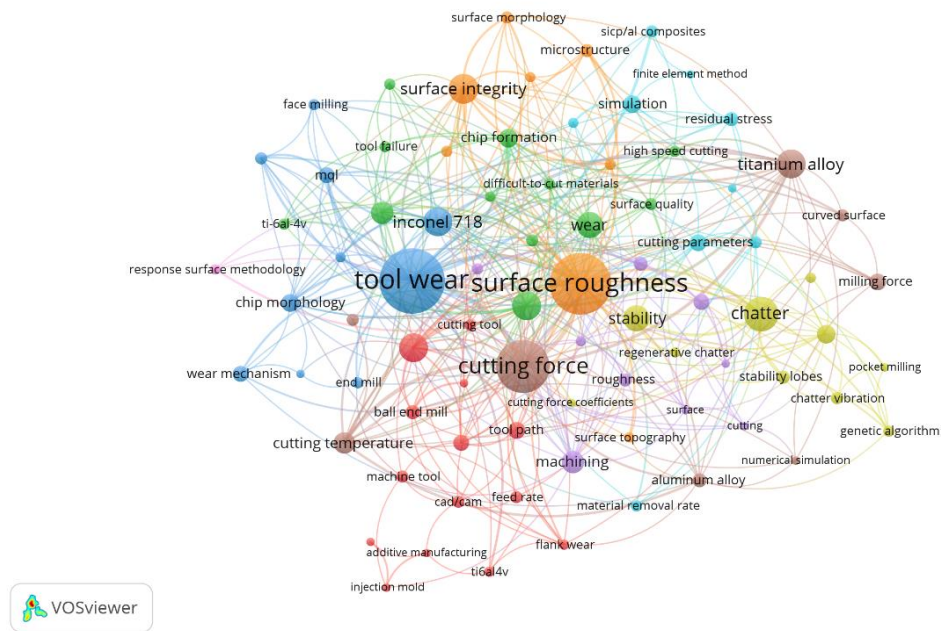 surface morphology
sicp/al composites
microstructure
finite element method
surface integrity
simulation
face milling
residual stress
chip formation
tool failure
high speed cutting
titanium alloy
mql
difficult-to-cut materials
surface quality
curved surface
ti-6al-4v
inconel 718
wear
cutting parameters
response surface methodology
tool wear
surface roughness
milling force
chip morphology
stability
chatter
cutting tool
regenerative chatter
cutting force
pocket milling
wear mechanism
end mill
roughness
stability lobes
cutting force coefficients
chatter vibration
ball end mill
surface
tool path
cutting
genetic algorithm
cutting temperature
surface topography
machining
numerical simulation
machine tool
aluminum alloy
cad/cam
feed rate
material removal rate
flank wear
additive manufacturing
ti6al4v
injection mold
VOSviewer